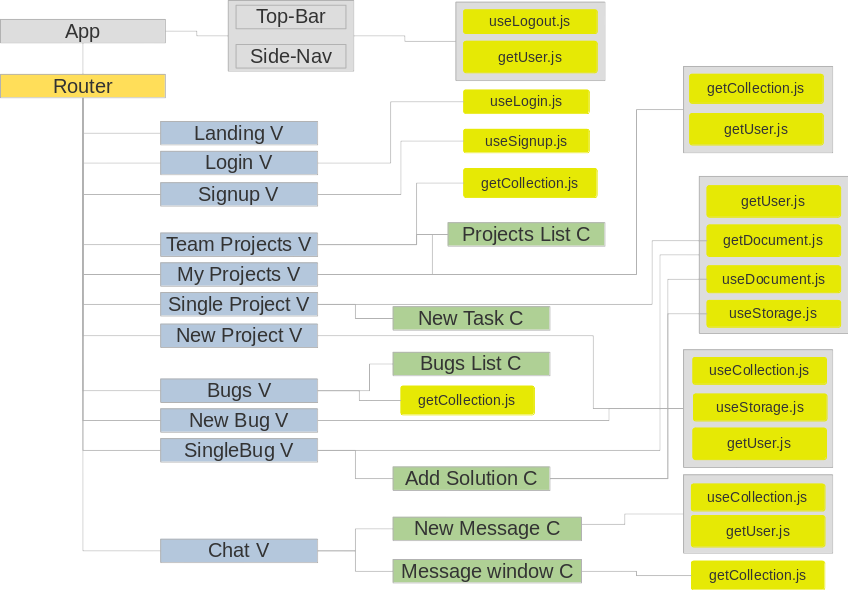 App
Top-Bar
Side-Nav
useLogout.js
getUser.js
Router
Landing V
Login V
Signup V
Team Projects V
My Projects V
Single Project V
New Project V
Bugs V
New Bug V
SingleBug V
Chat V
useLogin.js
useSignup.js
getCollection.js
Projects List C
New Task C
Bugs List C
getCollection.js
Add Solution C
New Message C
Message window C
getCollection.js
getUser.js
getUser.js
getDocument.js
useDocument.js
useStorage.js
useCollection.js
useStorage.js
getUser.js
useCollection.js
getUser.js
getCollection.js